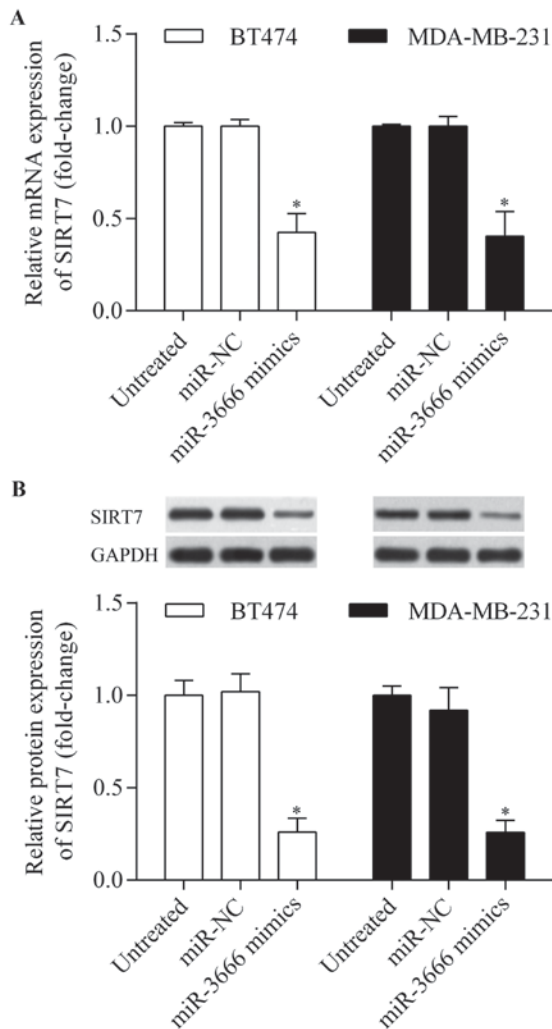 A
BT474
MDA-MB-231
Relative mRNA expression
of SIRT7 (fold-change)
1.5
1.0
0.5
0.0
*
*
Untreated
miR-NC
miR-3666 mimics
Untreated
miR-NC
miR-3666 mimics
B
SIRT7
GAPDH
BT474
MDA-MB-231
Relative protein expression
of SIRT7 (fold-change)
1.5
1.0
0.5
0.0
*
*
Untreated
miR-NC
miR-3666 mimics
Untreated
miR-NC
miR-3666 mimics